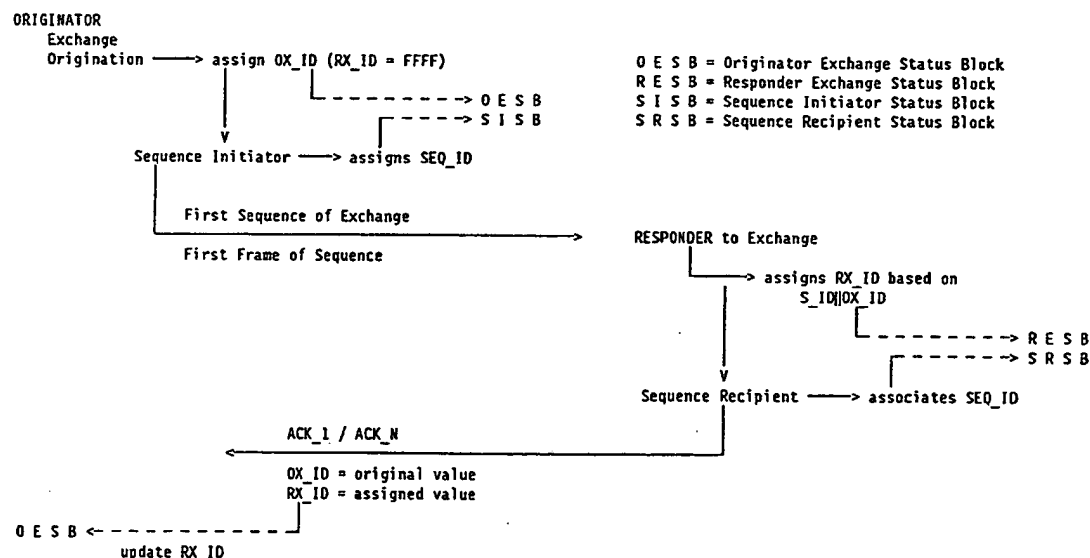 ORIGINATOR
Exchange
Origination
assign OX_ID (RX_ID = FFFF)
O E S B = Originator Exchange Status Block
R E S B = Responder Exchange Status Block
S I S B = Sequence Initiator Status Block
S R S B = Sequence Recipient Status Block
O E S B
S I S B
Sequence Initiator
assigns SEQ_ID
First Sequence of Exchange
First Frame of Sequence
RESPONDER to Exchange
assigns RX_ID based on
S_ID||OX_ID
R E S B
S R S B
Sequence Recipient
associates SEQ_ID
ACK_1 / ACK_N
OX_ID = original value
RX_ID = assigned value
O E S B
update RX ID